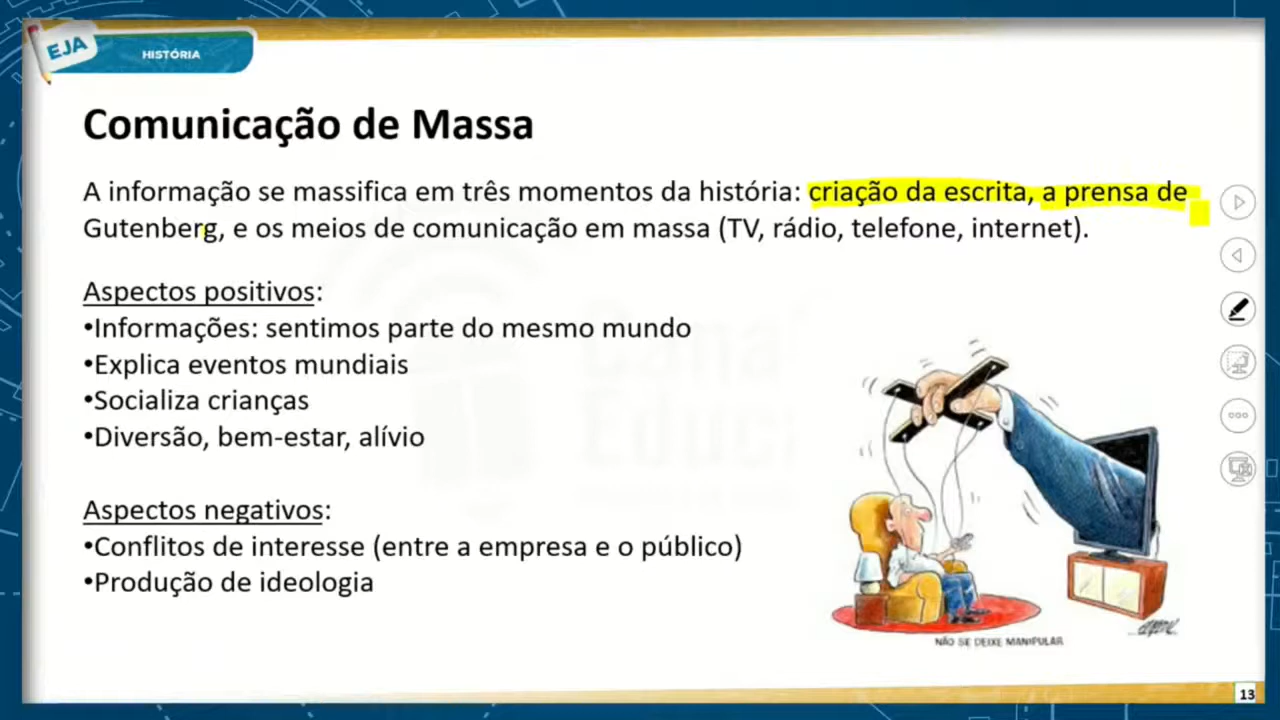 EJA
HISTÓRIA
Comunicação de Massa
A informação se massifica em três momentos da história: criação da escrita, a prensa de
Gutenberg, e os meios de comunicação em massa (TV, rádio, telefone, internet).
Aspectos positivos:
•Informações: sentimos parte do mesmo mundo
•Explica eventos mundiais
•Socializa crianças
•Diversão, bem-estar, alívio
Aspectos negativos:
•Conflitos de interesse (entre a empresa e o público)
•Produção de ideologia
NÃO SE DEIXE MANIPULAR
13